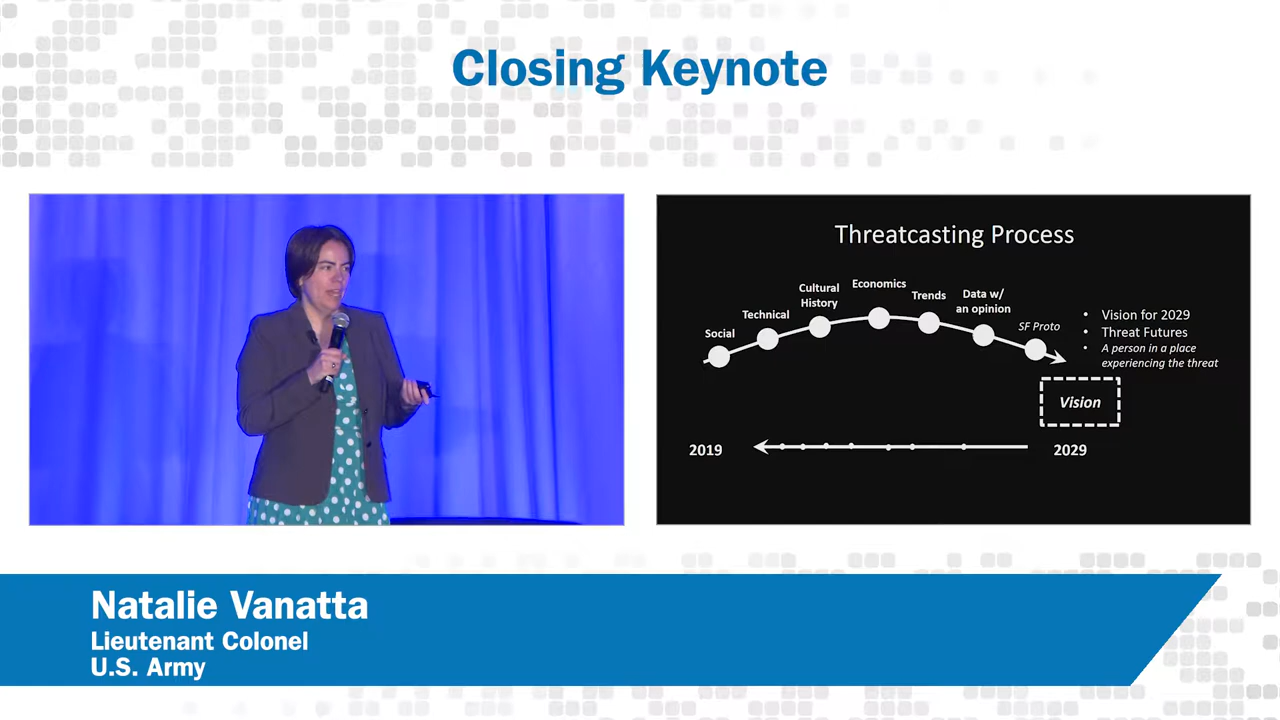 Closing Keynote
Threatcasting Process
Social
Technical
Cultural
History
Economics
Trends
Data w/
an opinion
SF Proto
• Vision for 2029
• Threat Futures
• A person in a place
experiencing the threat
Vision
2019
2029
Natalie Vanatta
Lieutenant Colonel
U.S. Army